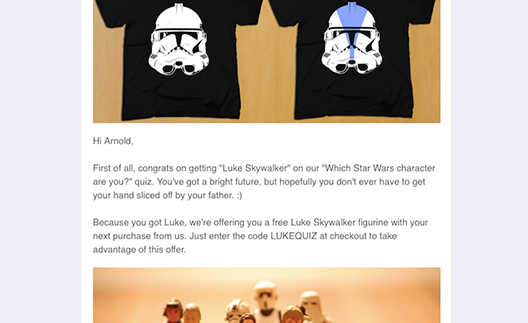 Hi Arnold,
First of all, congrats on getting "Luke Skywalker" on our "Which Star Wars character
are you?" quiz. You've got a bright future, but hopefully you don't ever have to get
your hand sliced off by your father. :)
Because you got Luke, we're offering you a free Luke Skywalker figurine with your
next purchase from us. Just enter the code LUKEQUIZ at checkout to take
advantage of this offer.